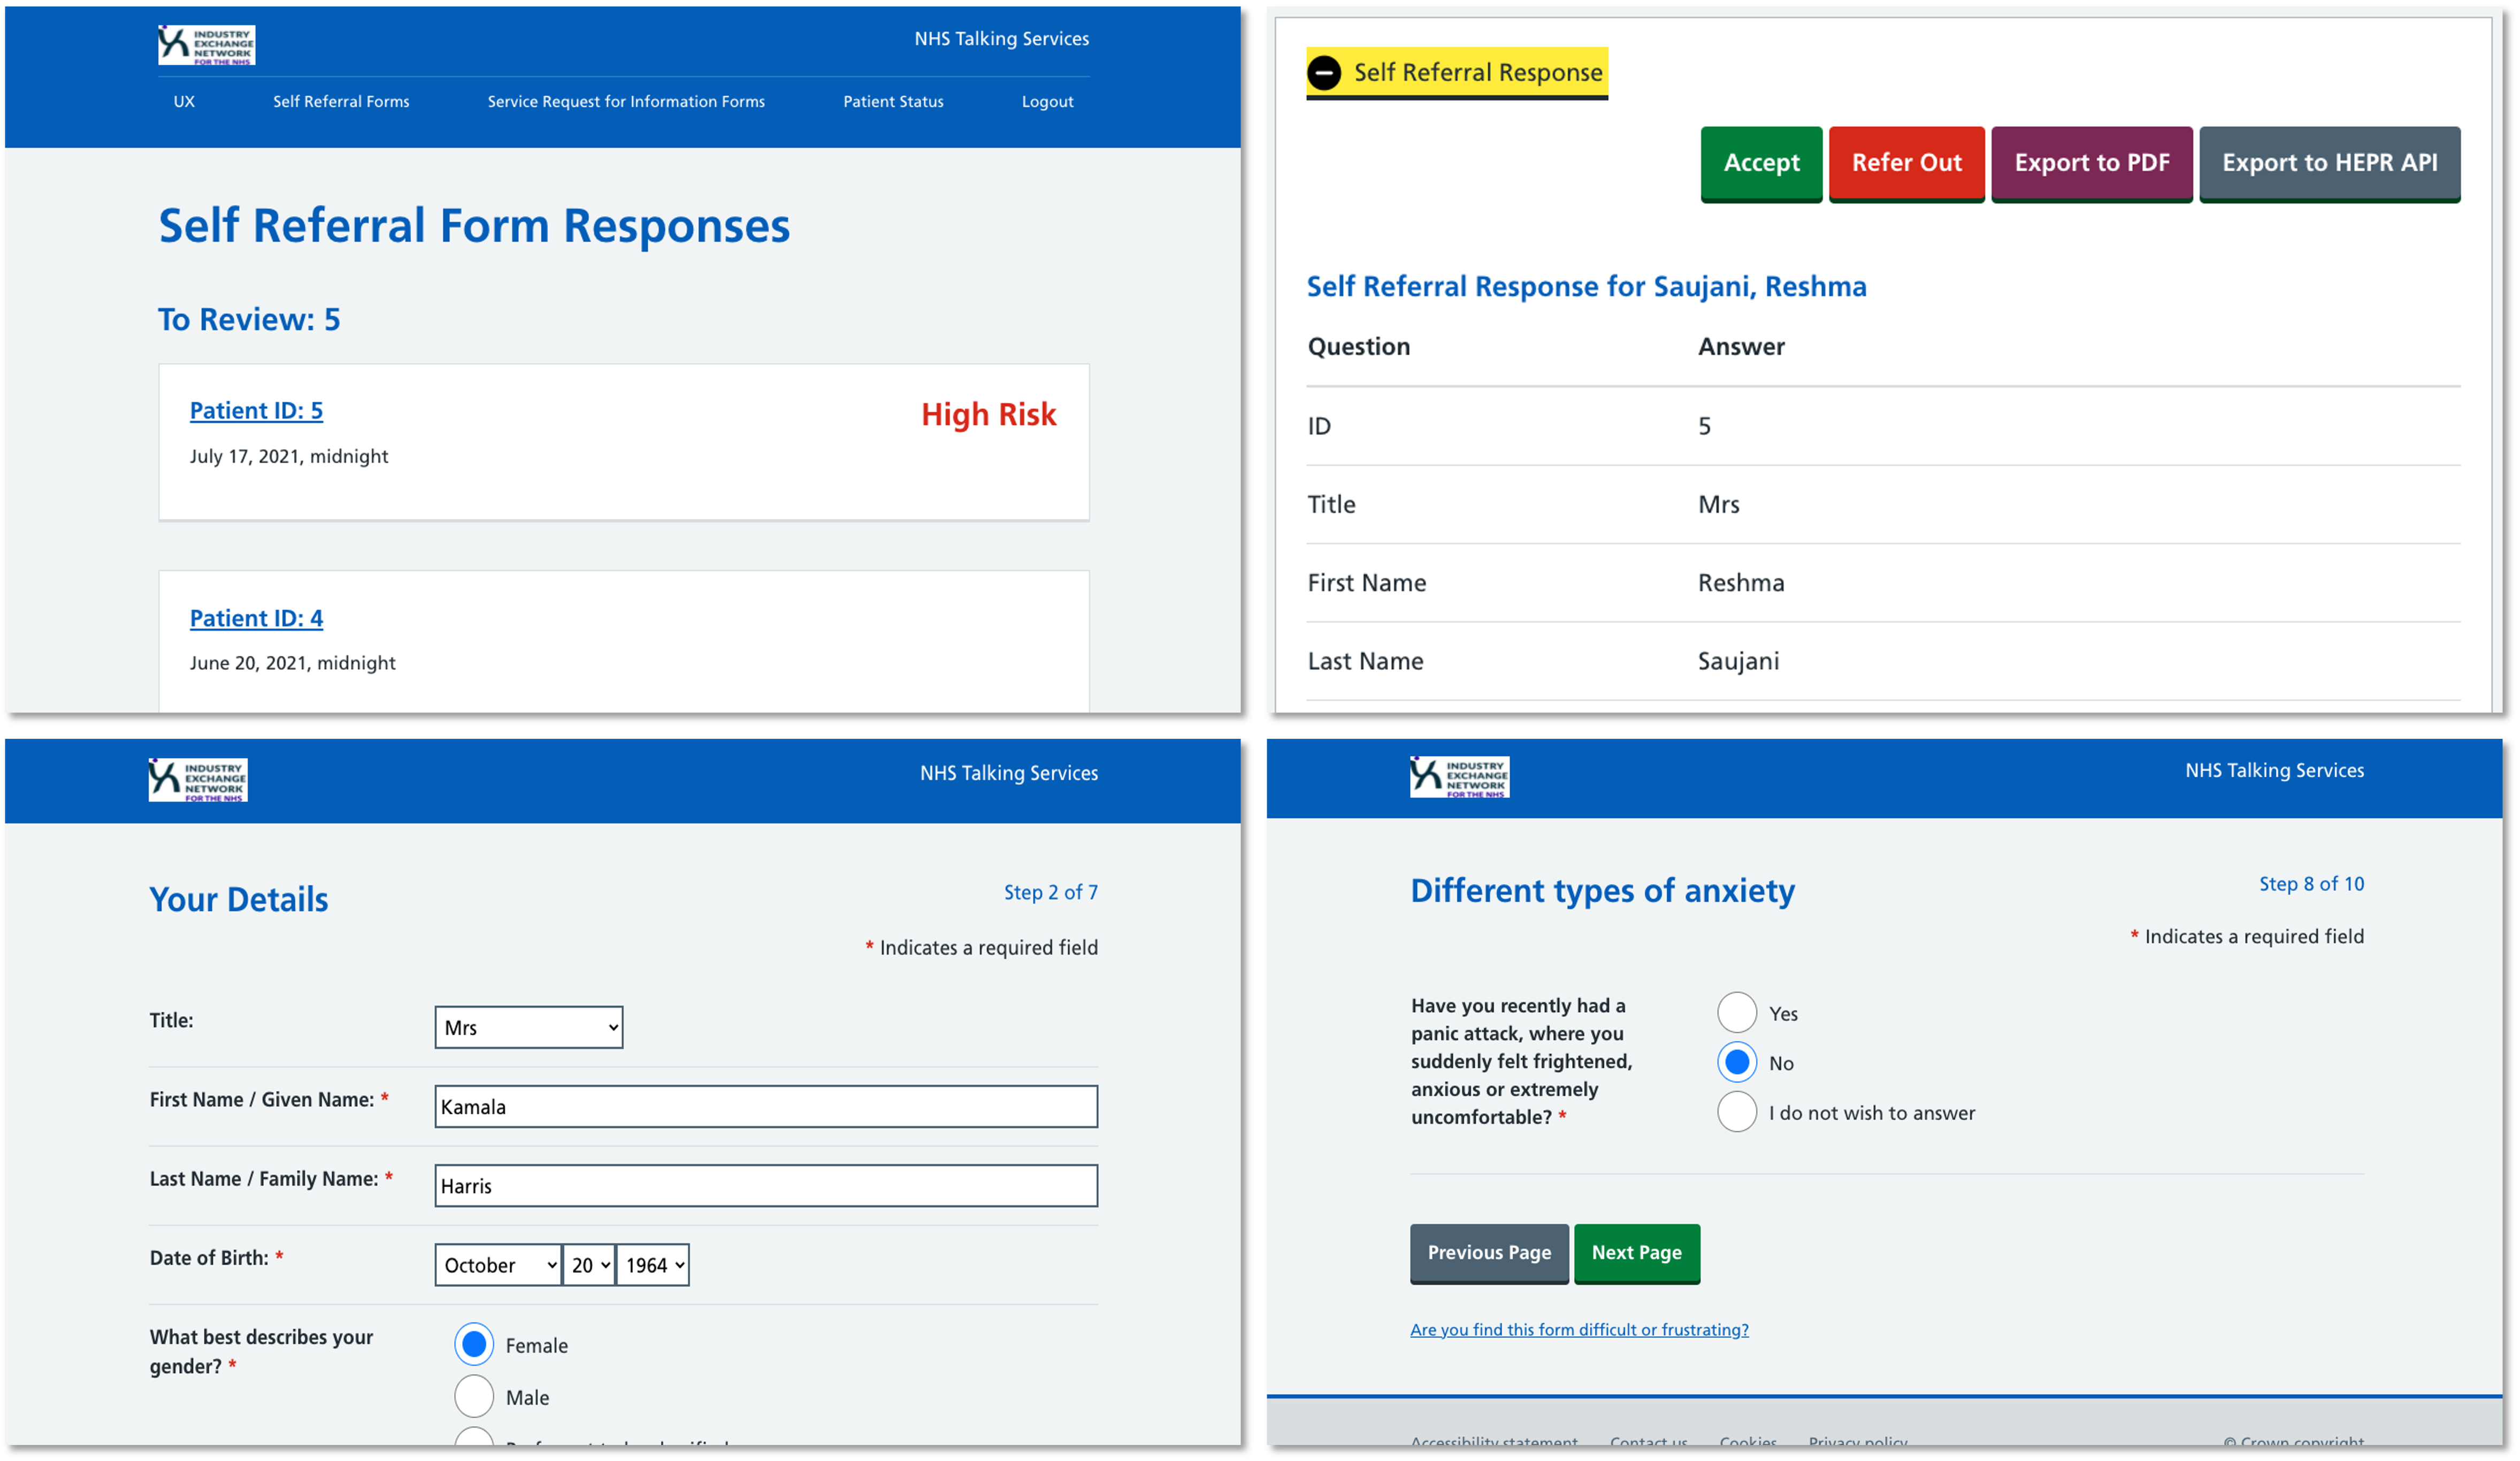 INDUSTRY
EXCHANGE
NETWORK
FOR THE NHS
NHS Talking Services
UX Self Referral Forms Service Request for Information Forms Patient Status Logout
Self Referral Form Responses
To Review: 5
Patient ID: 5
High Risk
July 17, 2021, midnight
Patient ID: 4
June 20, 2021, midnight
Self Referral Response
Accept Refer Out Export to PDF Export to HEPR API
Self Referral Response for Saujani, Reshma
Question Answer
ID 5
Title Mrs
First Name Reshma
Last Name Saujani
INDUSTRY
EXCHANGE
NETWORK
FOR THE NHS
NHS Talking Services
Your Details
Step 2 of 7
* Indicates a required field
Title: Mrs
First Name / Given Name: * Kamala
Last Name / Family Name: * Harris
Date of Birth: * October 20 1964
What best describes your
gender? *
Female
Male
INDUSTRY
EXCHANGE
NETWORK
FOR THE NHS
NHS Talking Services
Different types of anxiety
Step 8 of 10
* Indicates a required field
Have you recently had a
panic attack, where you
suddenly felt frightened,
anxious or extremely
uncomfortable? *
Yes
No
I do not wish to answer
Previous Page Next Page
Are you find this form difficult or frustrating?
Accessibility statement Contact us Cookies Privacy policy © Crown copyright